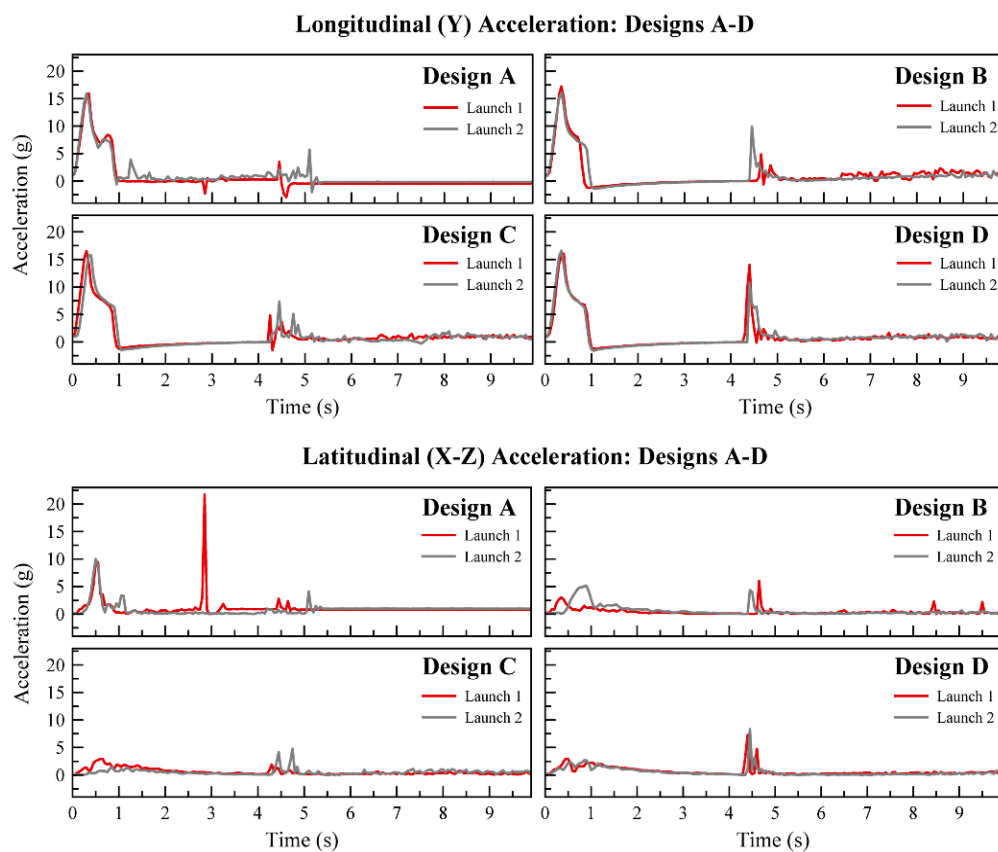 Longitudinal (Y) Acceleration: Designs A-D
Acceleration (g)
20
15
10
5
0
Design A
Launch 1
Launch 2
Design B
Launch 1
Launch 2
20
15
10
5
0
Design C
Launch 1
Launch 2
Design D
Launch 1
Launch 2
0 1 2 3 4 5 6 7 8 9
0 1 2 3 4 5 6 7 8 9
Time (s)
Time (s)
Latitudinal (X-Z) Acceleration: Designs A-D
Acceleration (g)
20
15
10
5
0
Design A
Launch 1
Launch 2
Design B
Launch 1
Launch 2
20
15
10
5
0
Design C
Launch 1
Launch 2
Design D
Launch 1
Launch 2
0 1 2 3 4 5 6 7 8 9
0 1 2 3 4 5 6 7 8 9
Time (s)
Time (s)